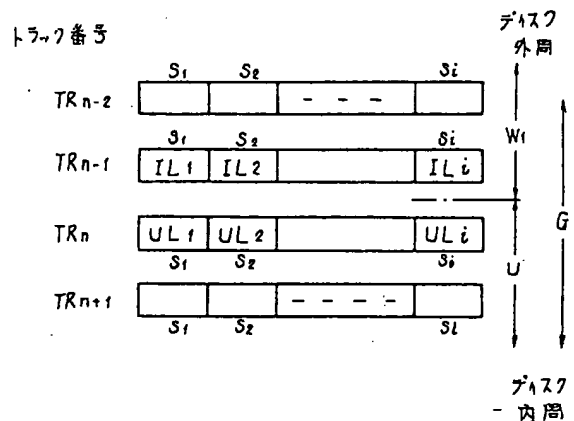 トラック番号
ディスク
外周
S1 S2 Si
TRn-2
S1 S2 Si
TRn-1 IL1 IL2 ILi
W1
G
TRn UL1 UL2 ULi
S1 S2 Si
U
TRn+1
S1 S2 Si
ディスク
内周